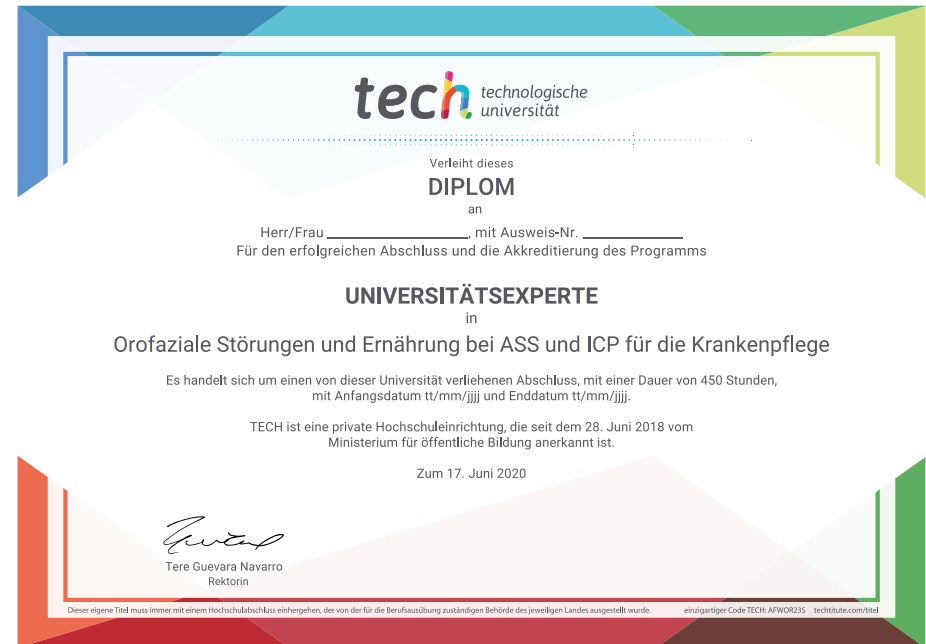 tech technologische
universität
Verleiht dieses
DIPLOM
an
Herr/Frau ____________________, mit Ausweis-Nr. ______________
Für den erfolgreichen Abschluss und die Akkreditierung des Programms
UNIVERSITÄTSEXPERTE
in
Orofaziale Störungen und Ernährung bei ASS und ICP für die Krankenpflege
Es handelt sich um einen von dieser Universität verliehenen Abschluss, mit einer Dauer von 450 Stunden,
mit Anfangsdatum tt/mm/jjjj und Enddatum tt/mm/jjjj.
TECH ist eine private Hochschuleinrichtung, die seit dem 28. Juni 2018 vom
Ministerium für öffentliche Bildung anerkannt ist.
Zum 17. Juni 2020
Tere Guevara Navarro
Rektorin
Dieser eigene Titel muss immer mit einem Hochschulabschluss einhergehen, der von der für die Berufsausübung zuständigen Behörde des jeweiligen Landes ausgestellt wurde. einzigartiger Code TECH: AFWOR23S techtitute.com/titel